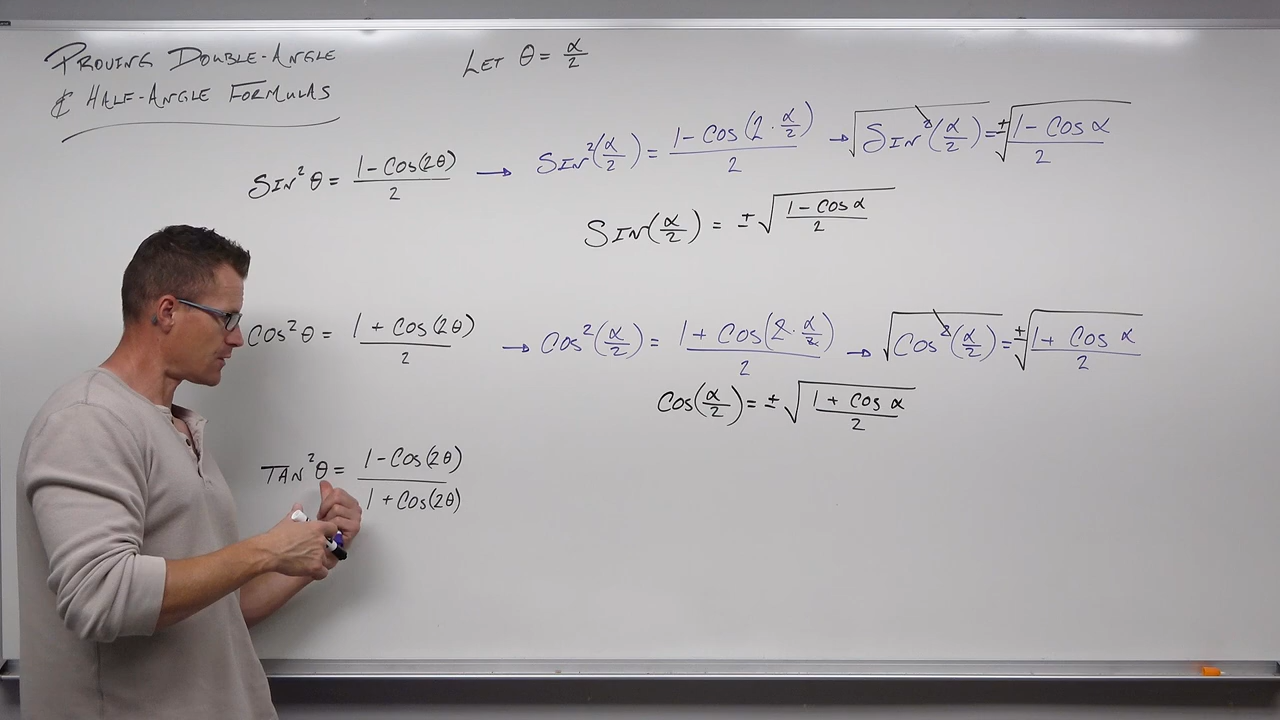 PROVING DOUBLE-ANGLE
& HALF-ANGLE FORMULAS
LET θ = α/2
SIN²θ = (1 - COS(2θ))/2 → SIN²(α/2) = (1 - COS(2·α/2))/2 → √SIN²(α/2) = ±√((1 - COS α)/2)
SIN(α/2) = ±√((1 - COS α)/2)
COS²θ = (1 + COS(2θ))/2 → COS²(α/2) = (1 + COS(2·α/2))/2 → √COS²(α/2) = ±√((1 + COS α)/2)
COS(α/2) = ±√((1 + COS α)/2)
TAN²θ = (1 - COS(2θ))/(1 + COS(2θ))